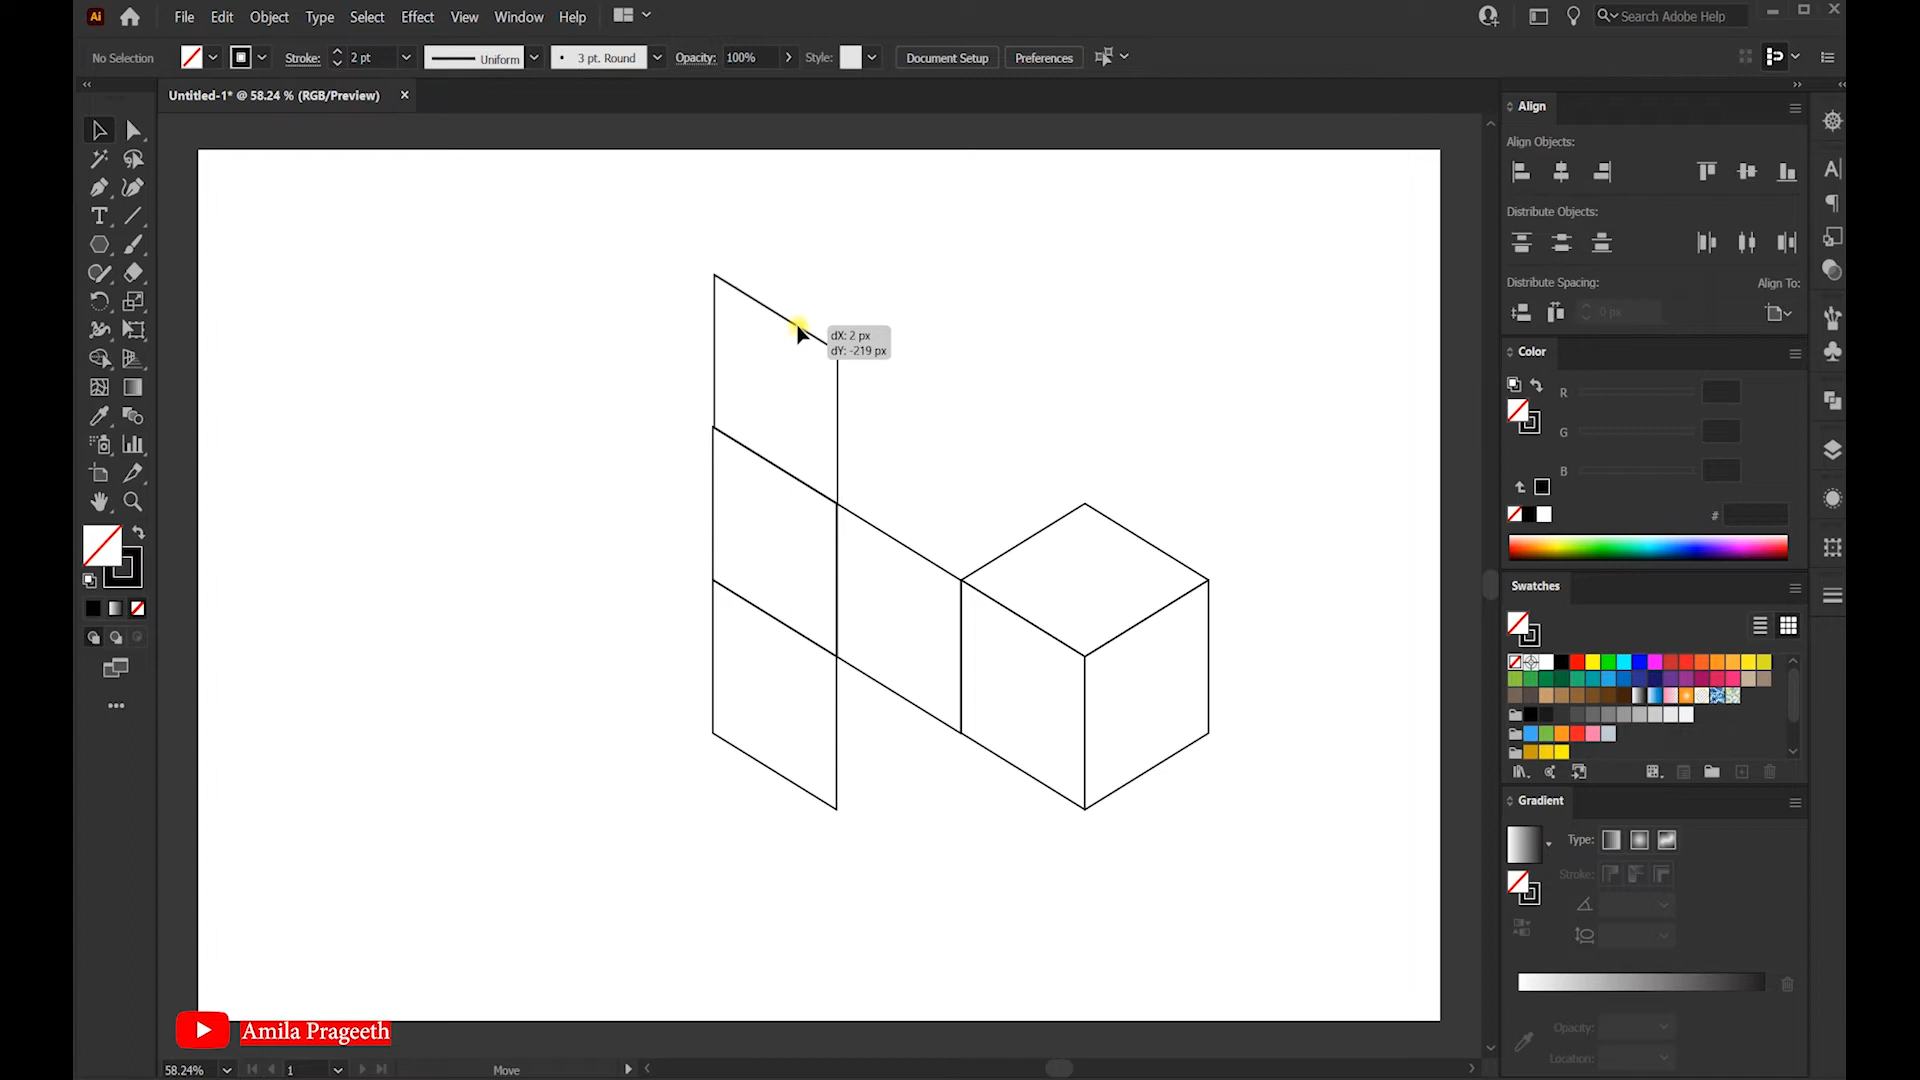 Ai File Edit Object Type Select Effect View Window Help Search Adobe Help
No Selection Stroke: 2 pt Uniform 3 pt. Round Opacity: 100% Style: Document Setup Preferences
Untitled-1* @ 58.24 % (RGB/Preview) ×
Align
Align Objects:
Distribute Objects:
Distribute Spacing: Align To:
0 px
dX: 2 px
dY: -219 px
Color
R
G
B
#
Swatches
Gradient
Type:
Stroke:
Opacity:
Location:
Amila Prageeth
58.24% 1 Move